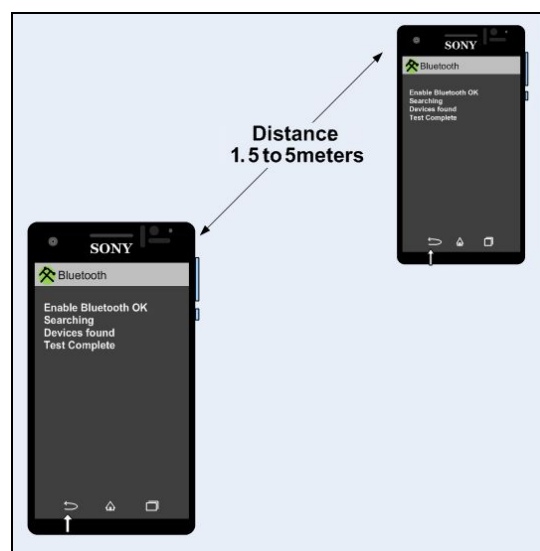 SONY
Bluetooth
Enable Bluetooth OK
Searching
Devices found
Test Complete
Distance
1.5 to 5meters
SONY
Bluetooth
Enable Bluetooth OK
Searching
Devices found
Test Complete